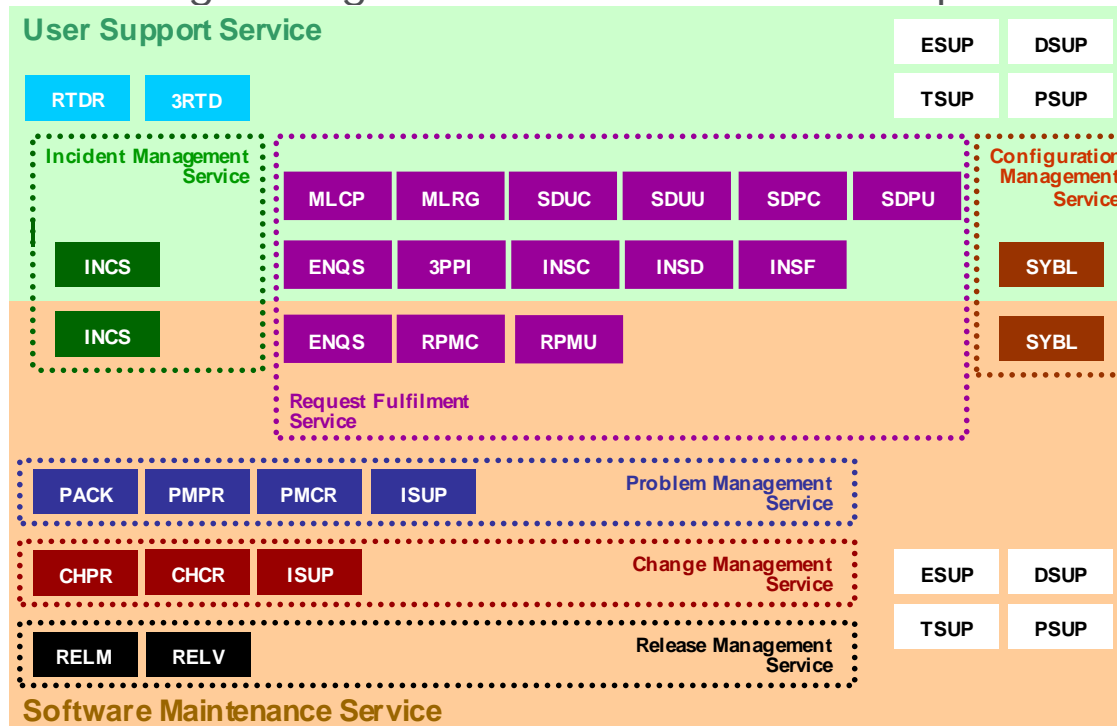 User Support Service
ESUP DSUP
RTDR 3RTD
TSUP PSUP
Incident Management
Service
Configuration
Management
Service
MLCP MLRG SDUC SDUU SDPC SDPU
INCS
ENQS 3PPI INSC INSD INSF
SYBL
INCS
ENQS RPMC RPMU
SYBL
Request Fulfilment
Service
PACK PMPR PMCR ISUP
Problem Management
Service
CHPR CHCR ISUP
Change Management
Service
ESUP DSUP
TSUP PSUP
RELM RELV
Release Management
Service
Software Maintenance Service